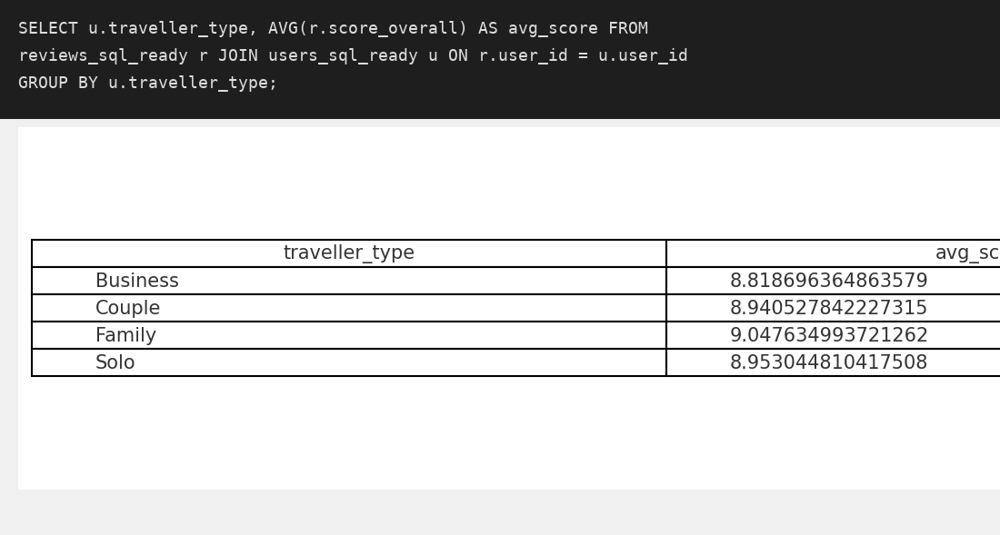 SELECT u.traveller_type, AVG(r.score_overall) AS avg_score FROM
reviews_sql_ready r JOIN users_sql_ready u ON r.user_id = u.user_id
GROUP BY u.traveller_type;
traveller_type avg_sc
Business 8.818696364863579
Couple 8.940527842227315
Family 9.047634993721262
Solo 8.953044810417508